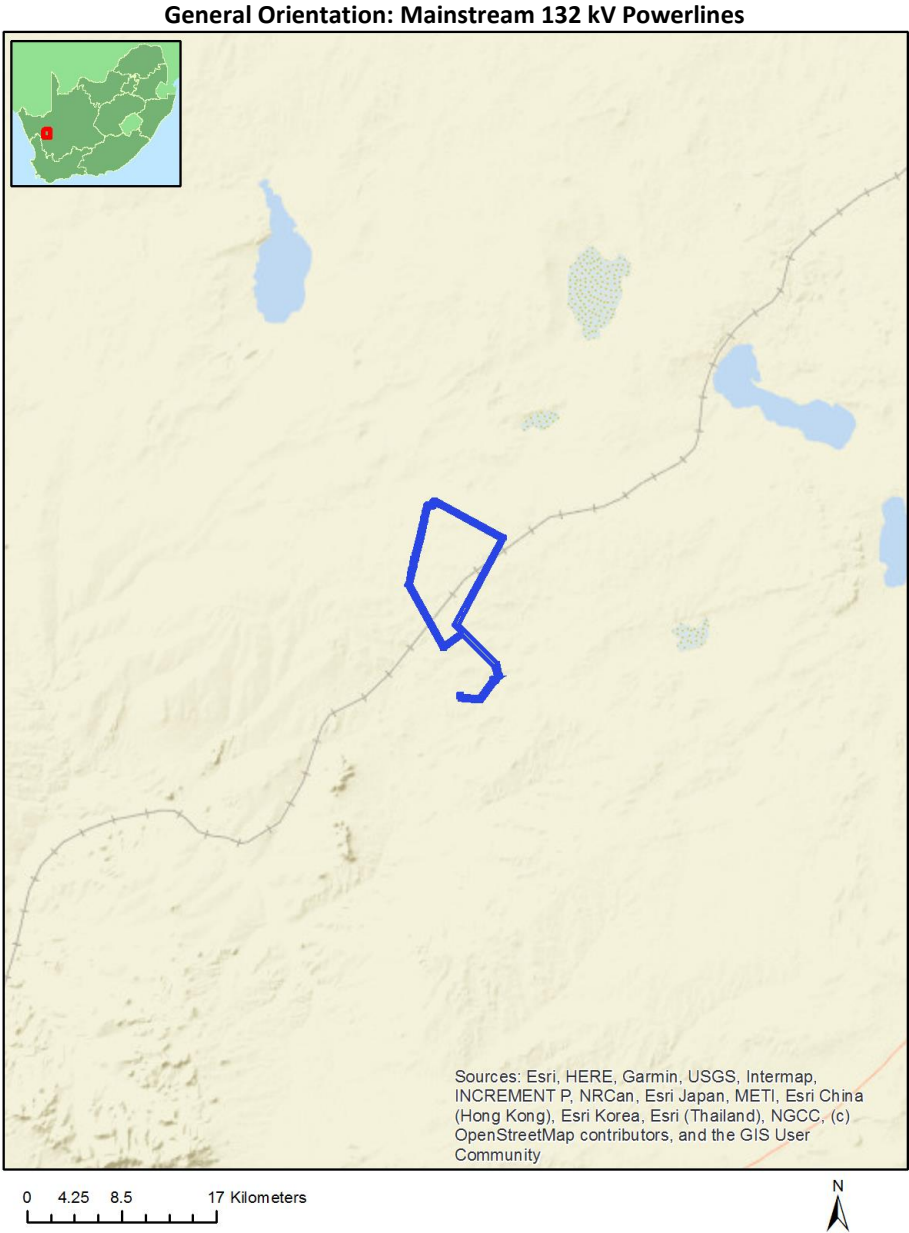 General Orientation: Mainstream 132 kV Powerlines
Sources: Esri, HERE, Garmin, USGS, Intermap,
INCREMENT P, NRCan, Esri Japan, METI, Esri China
(Hong Kong), Esri Korea, Esri (Thailand), NGCC, (c)
OpenStreetMap contributors, and the GIS User
Community
0 4.25 8.5 17 Kilometers
N